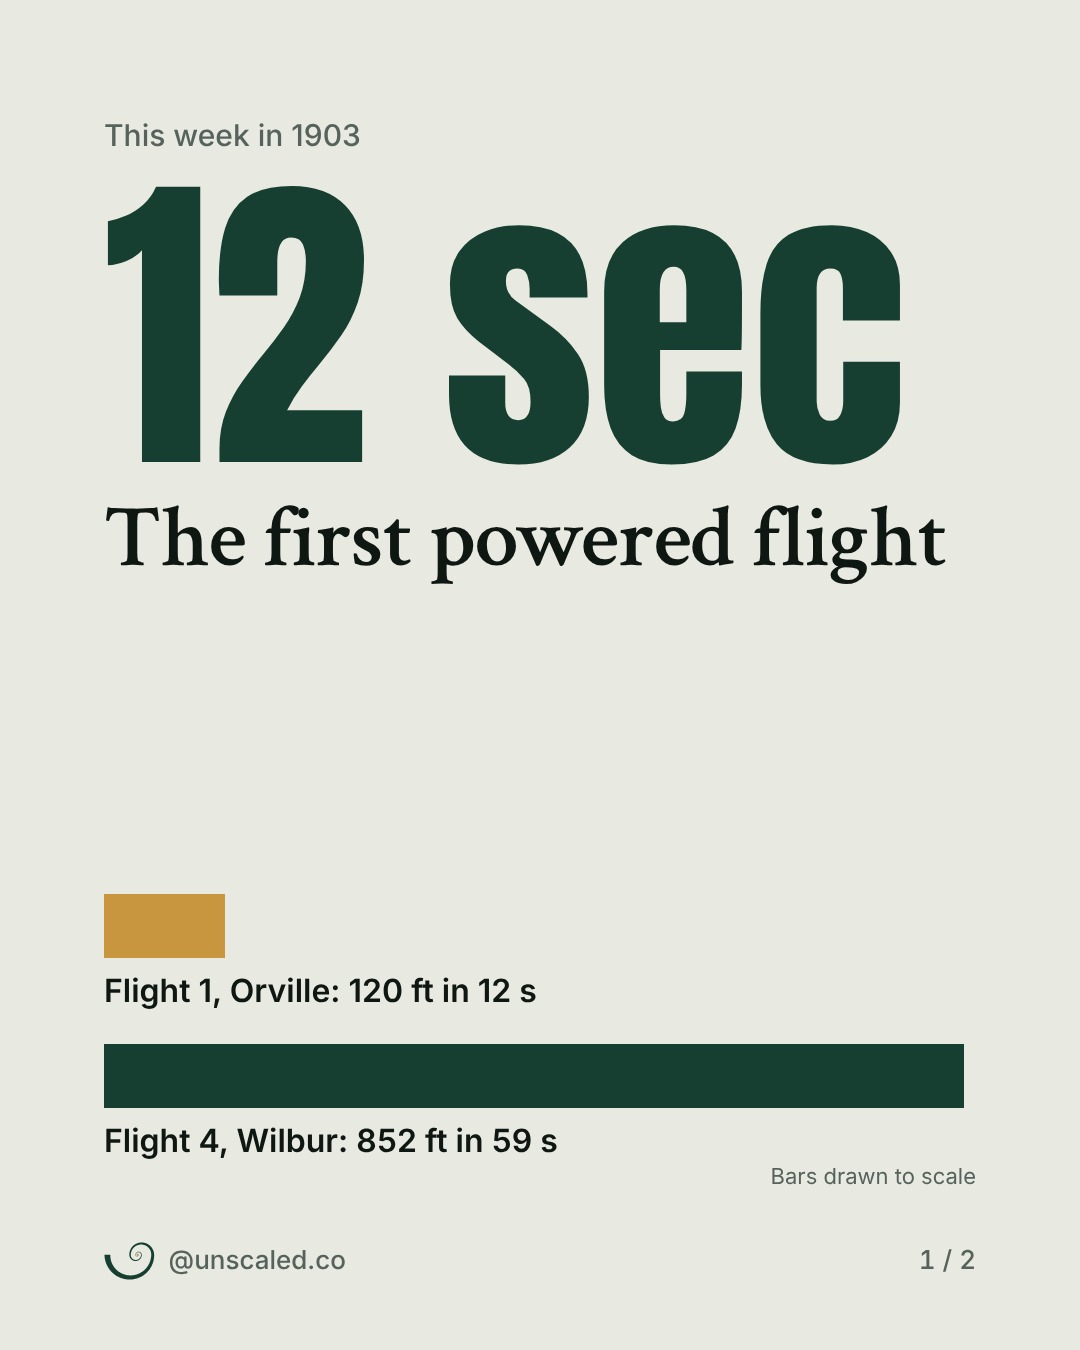 This week in 1903
12 sec
The first powered flight
Flight 1, Orville: 120 ft in 12 s
Flight 4, Wilbur: 852 ft in 59 s
Bars drawn to scale
@unscaled.co
1 / 2